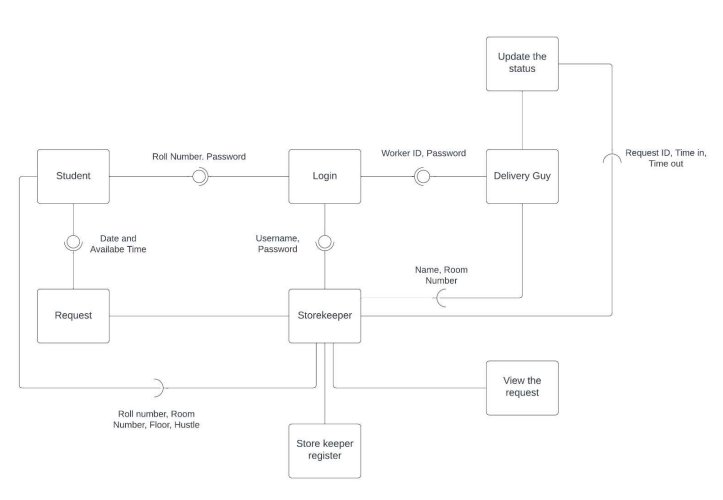 Update the
status
Roll Number. Password
Worker ID, Password
Request ID, Time in,
Time out
Student
Login
Delivery Guy
Date and
Availabe Time
Username,
Password
Name, Room
Number
Request
Storekeeper
View the
request
Roll number, Room
Number, Floor, Hustle
Store keeper
register